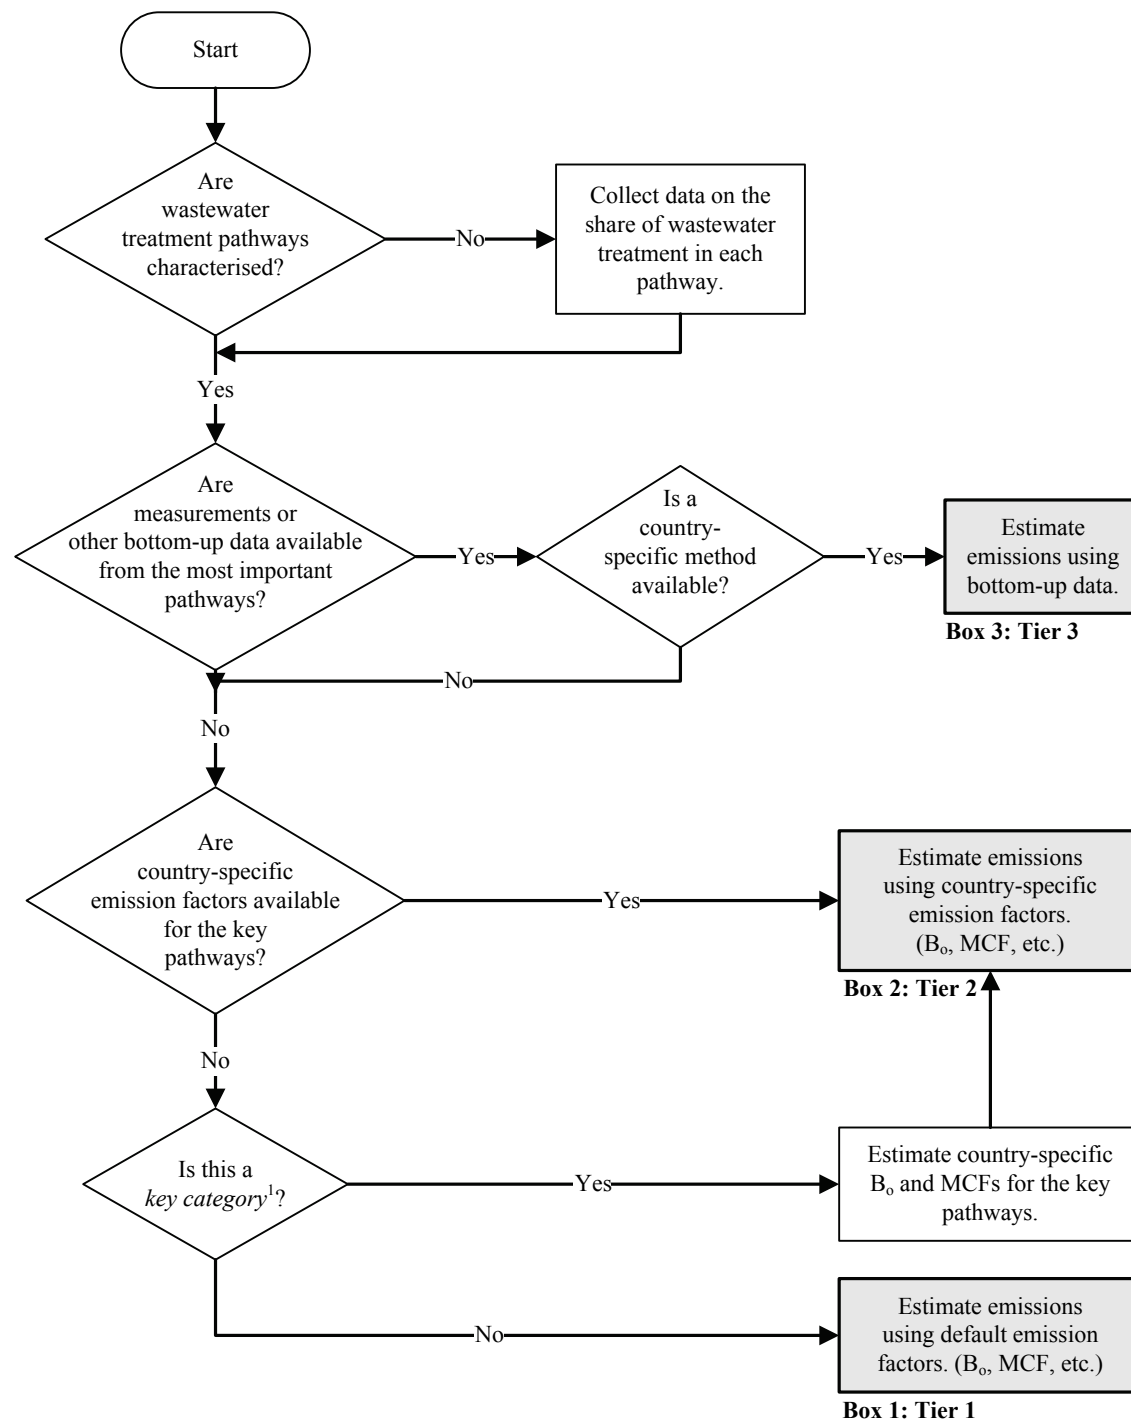 Start
Are
wastewater
treatment pathways
characterised?
No
Collect data on the
share of wastewater
treatment in each
pathway.
Yes
Are
measurements or
other bottom-up data available
from the most important
pathways?
Yes
Is a
country-
specific method
available?
Yes
Estimate
emissions using
bottom-up data.
Box 3: Tier 3
No
No
Are
country-specific
emission factors available
for the key
pathways?
Yes
Estimate emissions
using country-specific
emission factors.
(Bₒ, MCF, etc.)
Box 2: Tier 2
No
Is this a
key category¹?
Yes
Estimate country-specific
Bₒ and MCFs for the key
pathways.
No
Estimate emissions
using default emission
factors. (Bₒ, MCF, etc.)
Box 1: Tier 1